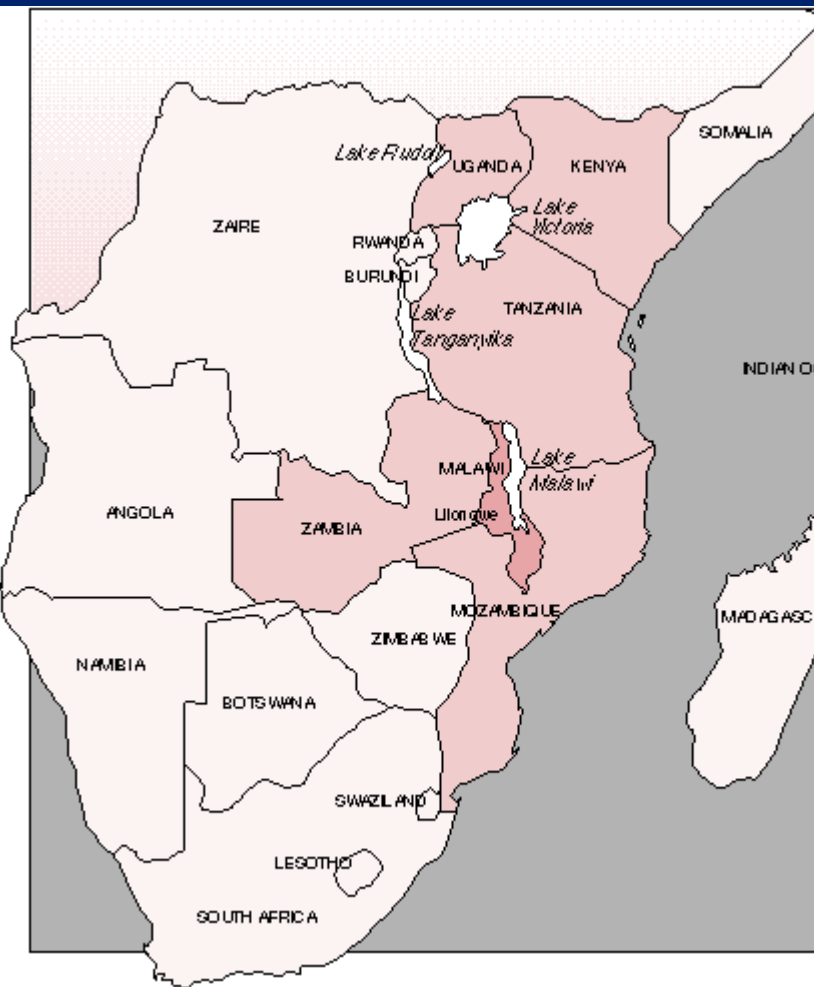 SOMALIA
Lake Rudolf
UGANDA
KENYA
ZAIRE
Lake
Victoria
RWANDA
BURUNDI
TANZANIA
Lake
Tanganyika
INDIAN O
MALAWI
Lake
Malawi
Lilongwe
ANGOLA
ZAMBIA
MOZAMBIQUE
MADAGASC
ZIMBABWE
NAMIBIA
BOTSWANA
SWAZILAND
LESOTHO
SOUTH AFRICA